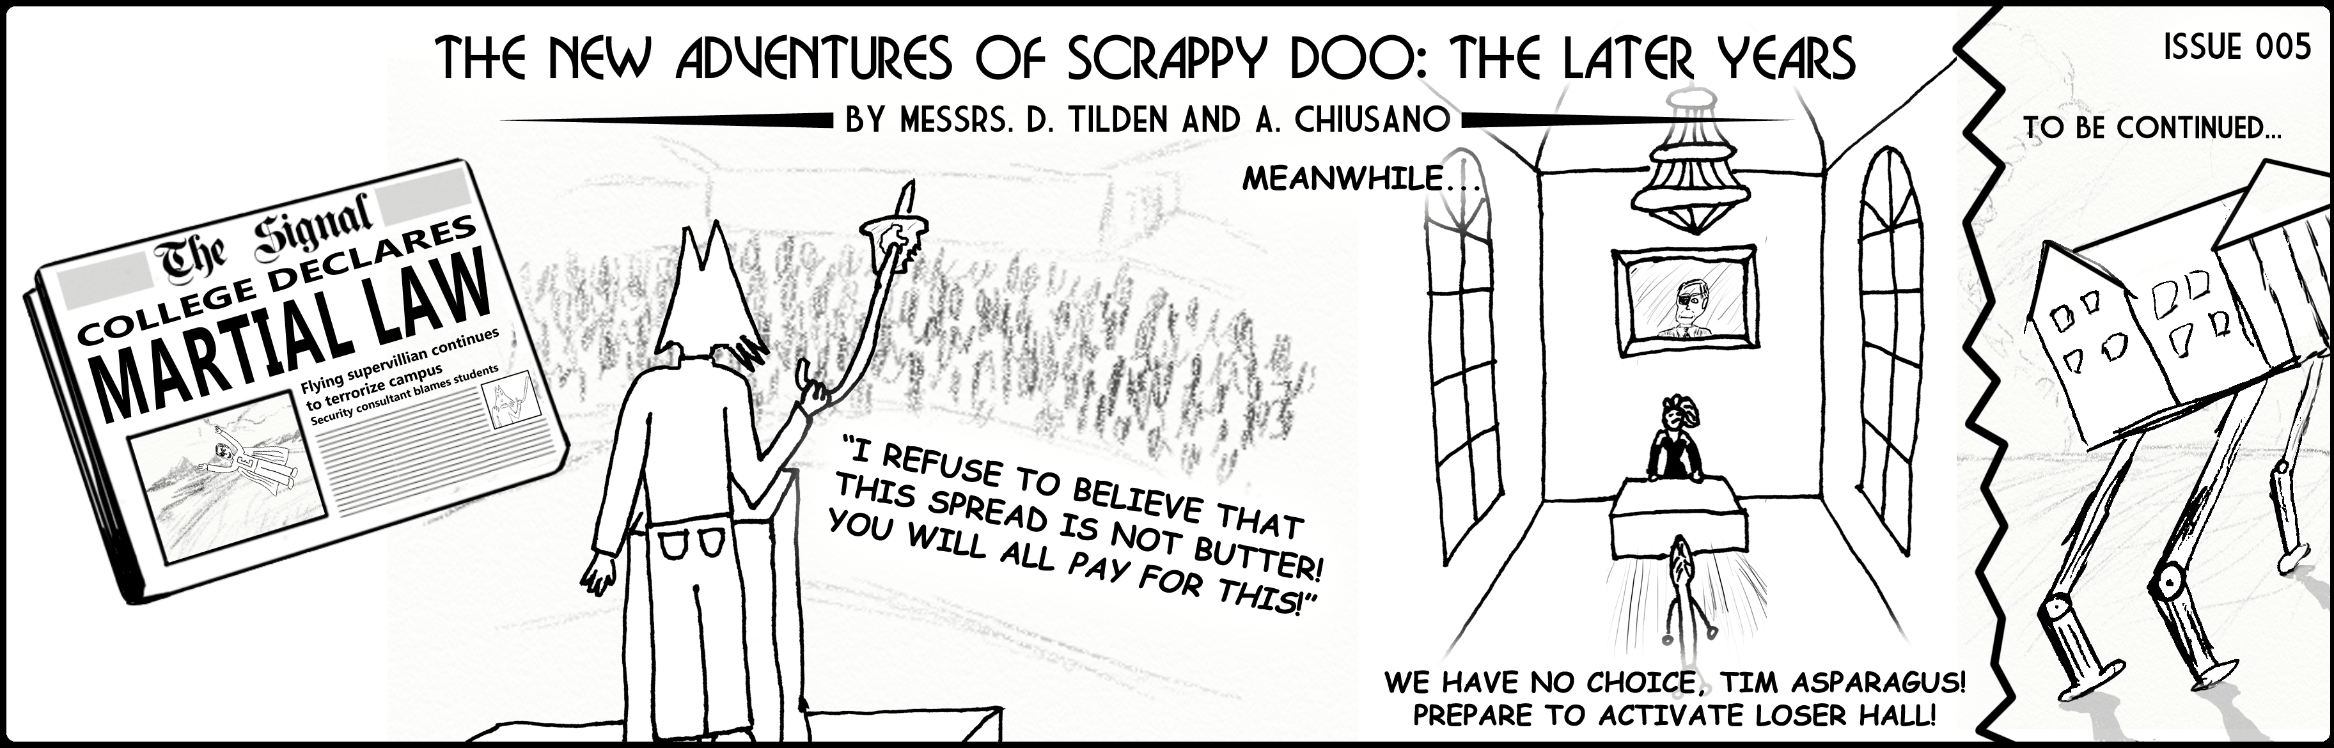 THE NEW ADVENTURES OF SCRAPPY DOO: THE LATER YEARS
BY MESSRS. D. TILDEN AND A. CHIUSANO
ISSUE 005
The Signal
COLLEGE DECLARES
MARTIAL LAW
Flying supervillian continues
to terrorize campus
Security consultant blames students
"I REFUSE TO BELIEVE THAT
THIS SPREAD IS NOT BUTTER!
YOU WILL ALL PAY FOR THIS!"
MEANWHILE...
WE HAVE NO CHOICE, TIM ASPARAGUS!
PREPARE TO ACTIVATE LOSER HALL!
TO BE CONTINUED...